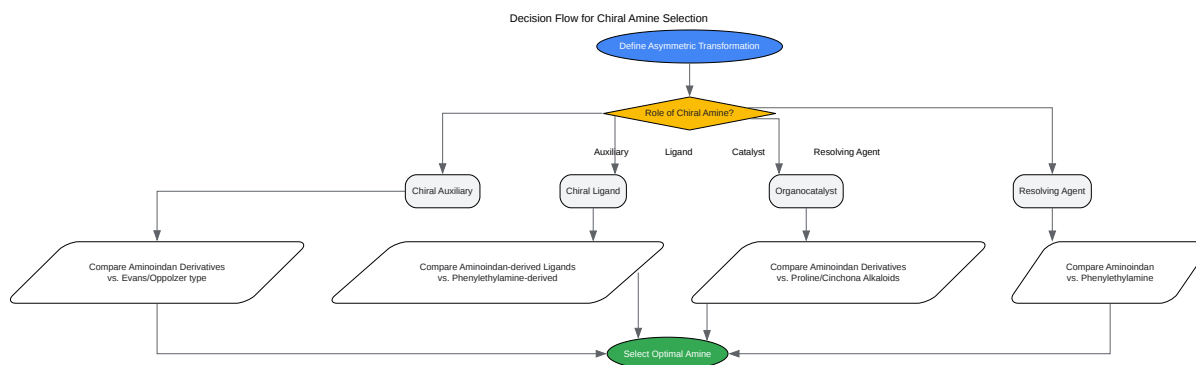 Decision Flow for Chiral Amine Selection
Define Asymmetric Transformation
Role of Chiral Amine?
Auxiliary
Ligand
Catalyst
Resolving Agent
Chiral Auxiliary
Chiral Ligand
Organocatalyst
Resolving Agent
Compare Aminoindan Derivatives
vs. Evans/Oppolzer type
Compare Aminoindan-derived Ligands
vs. Phenylethylamine-derived
Compare Aminoindan Derivatives
vs. Proline/Cinchona Alkaloids
Compare Aminoindan
vs. Phenylethylamine
Select Optimal Amine